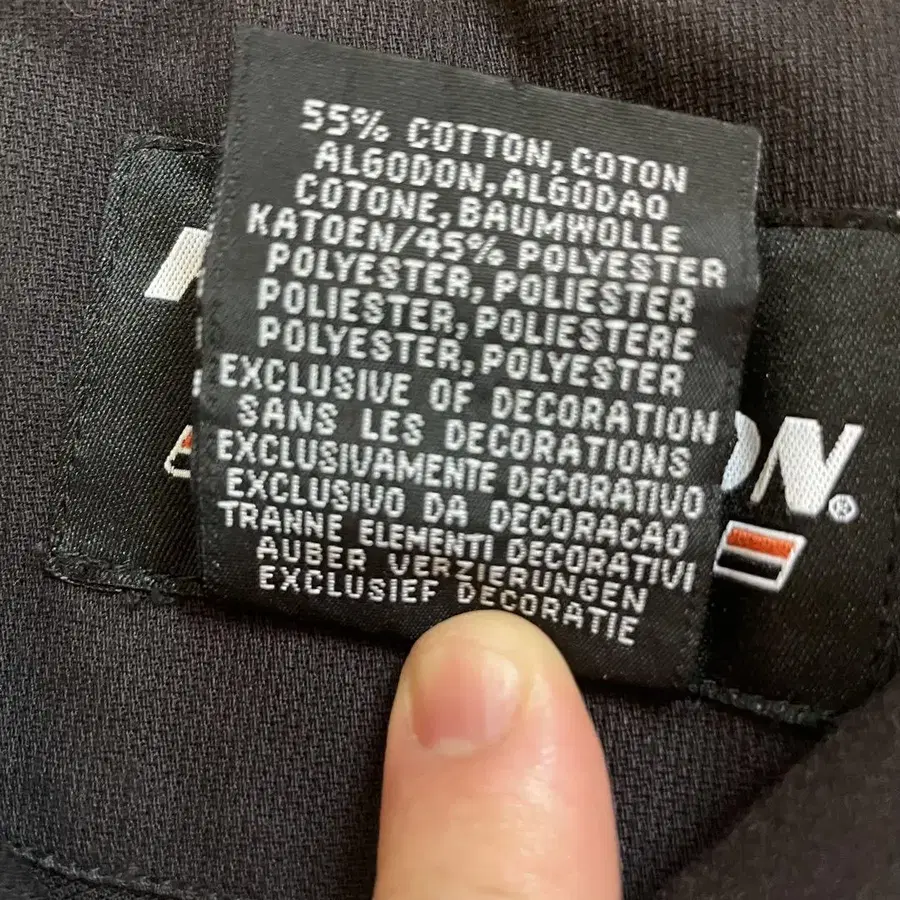 55% COTTON, COTON
ALGODON, ALGODAO
COTONE, BAUMWOLLE
KATOEN/45% POLYESTER
POLYESTER, POLIESTER
POLIESTER, POLIESTERE
POLYESTER, POLYESTER
EXCLUSIVE OF DECORATION
SANS LES DECORATIONS
EXCLUSIVAMENTE DECORATIVO
EXCLUSIVO DA DECORACAO
TRANNE ELEMENTI DECORATIVI
AUBER VERZIERUNGEN
EXCLUSIEF DECORATIE